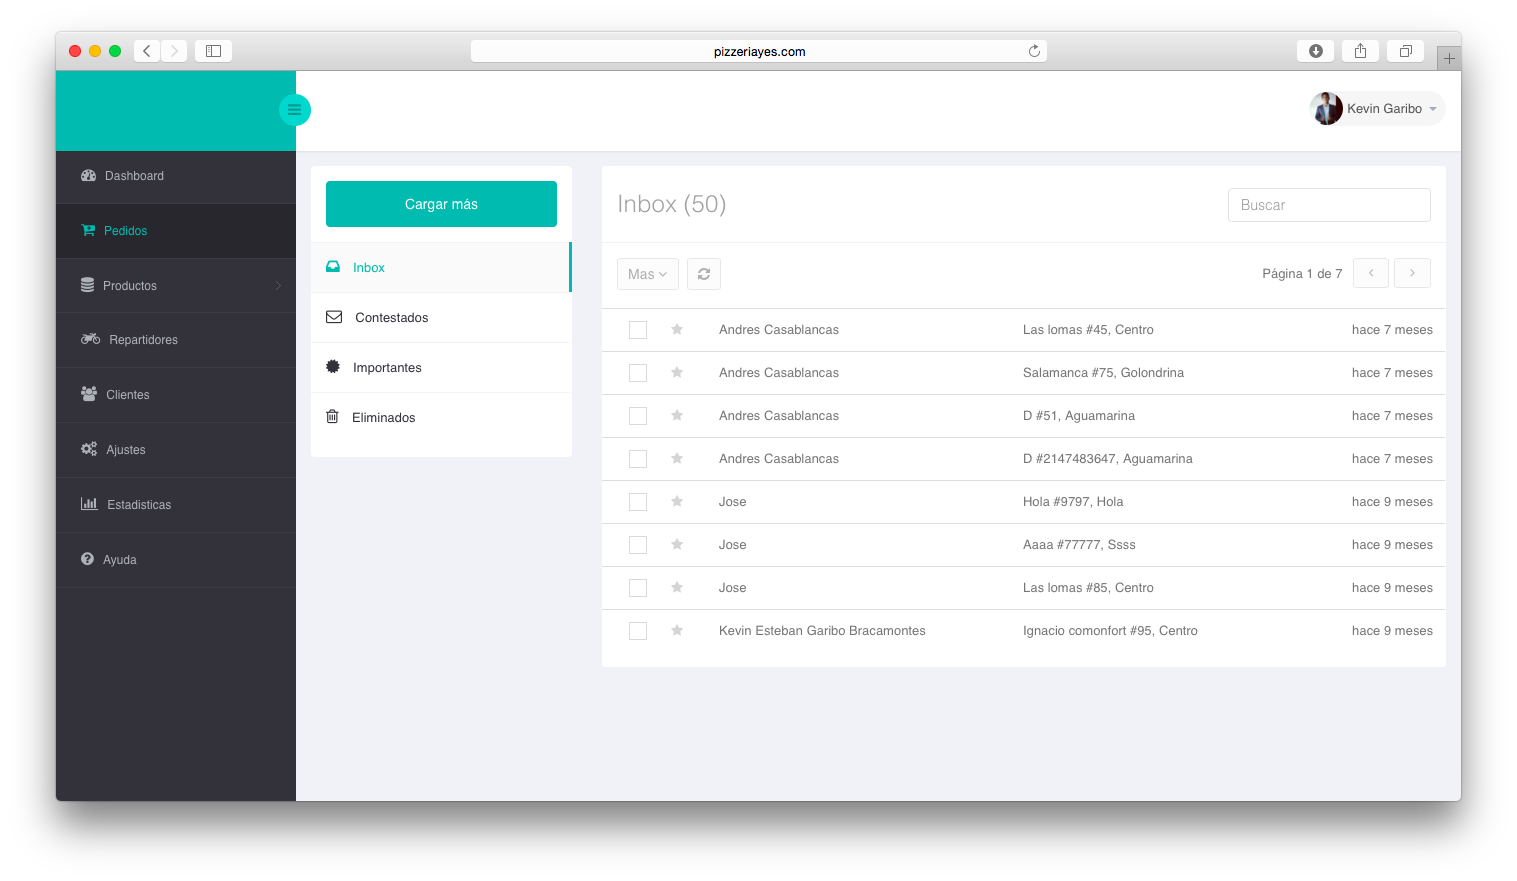 pizzeriayes.com
Kevin Garibo
Dashboard
Pedidos
Productos
Repartidores
Clientes
Ajustes
Estadisticas
Ayuda
Cargar más
Inbox
Contestados
Importantes
Eliminados
Inbox (50)
Buscar
Mas
Página 1 de 7
Andres Casablancas Las lomas #45, Centro hace 7 meses
Andres Casablancas Salamanca #75, Golondrina hace 7 meses
Andres Casablancas D #51, Aguamarina hace 7 meses
Andres Casablancas D #2147483647, Aguamarina hace 7 meses
Jose Hola #9797, Hola hace 9 meses
Jose Aaaa #77777, Ssss hace 9 meses
Jose Las lomas #85, Centro hace 9 meses
Kevin Esteban Garibo Bracamontes Ignacio comonfort #95, Centro hace 9 meses